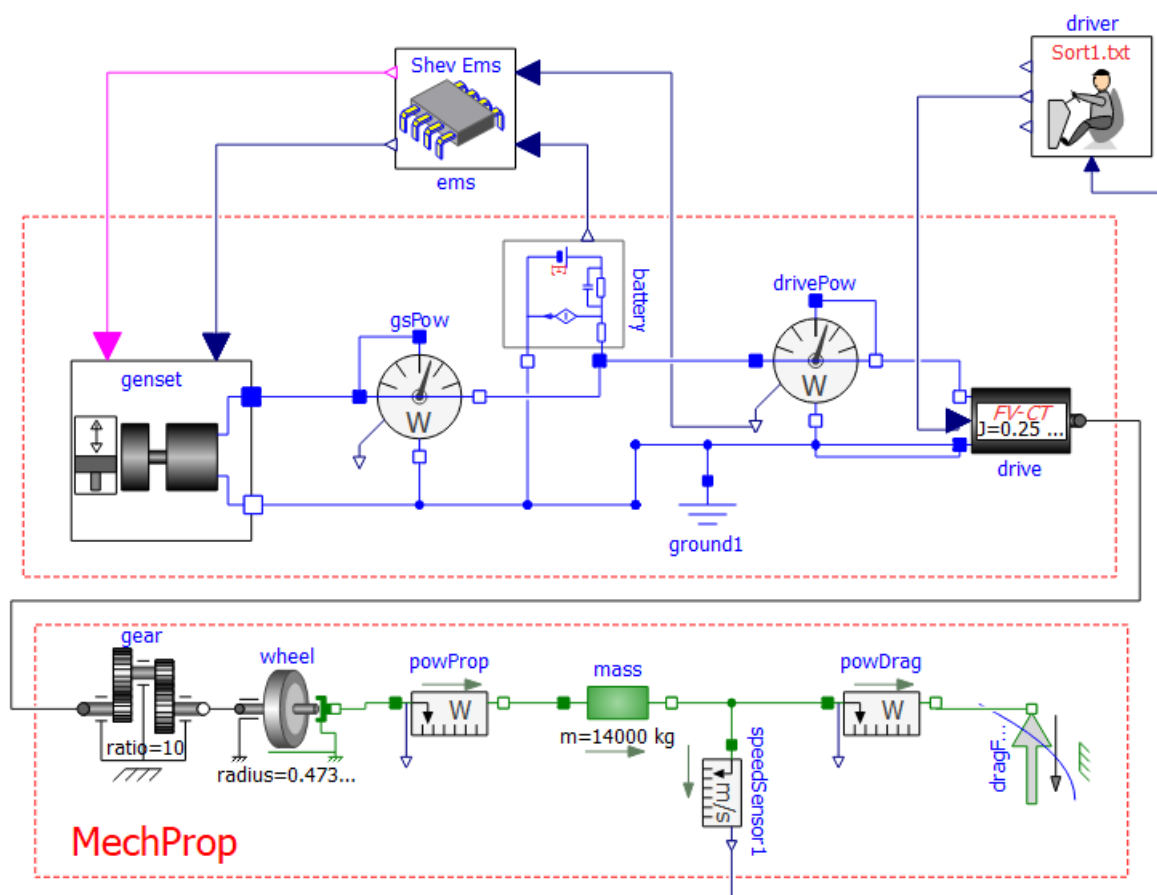 driver
Sort1.txt
Shev Ems
ems
battery
E
drivePow
W
gsPow
W
genset
FV-CT
J=0.25 ...
drive
ground1
gear
ratio=10
wheel
radius=0.473...
powProp
W
mass
m=14000 kg
powDrag
W
speedSensor1
m/s
dragF...
MechProp